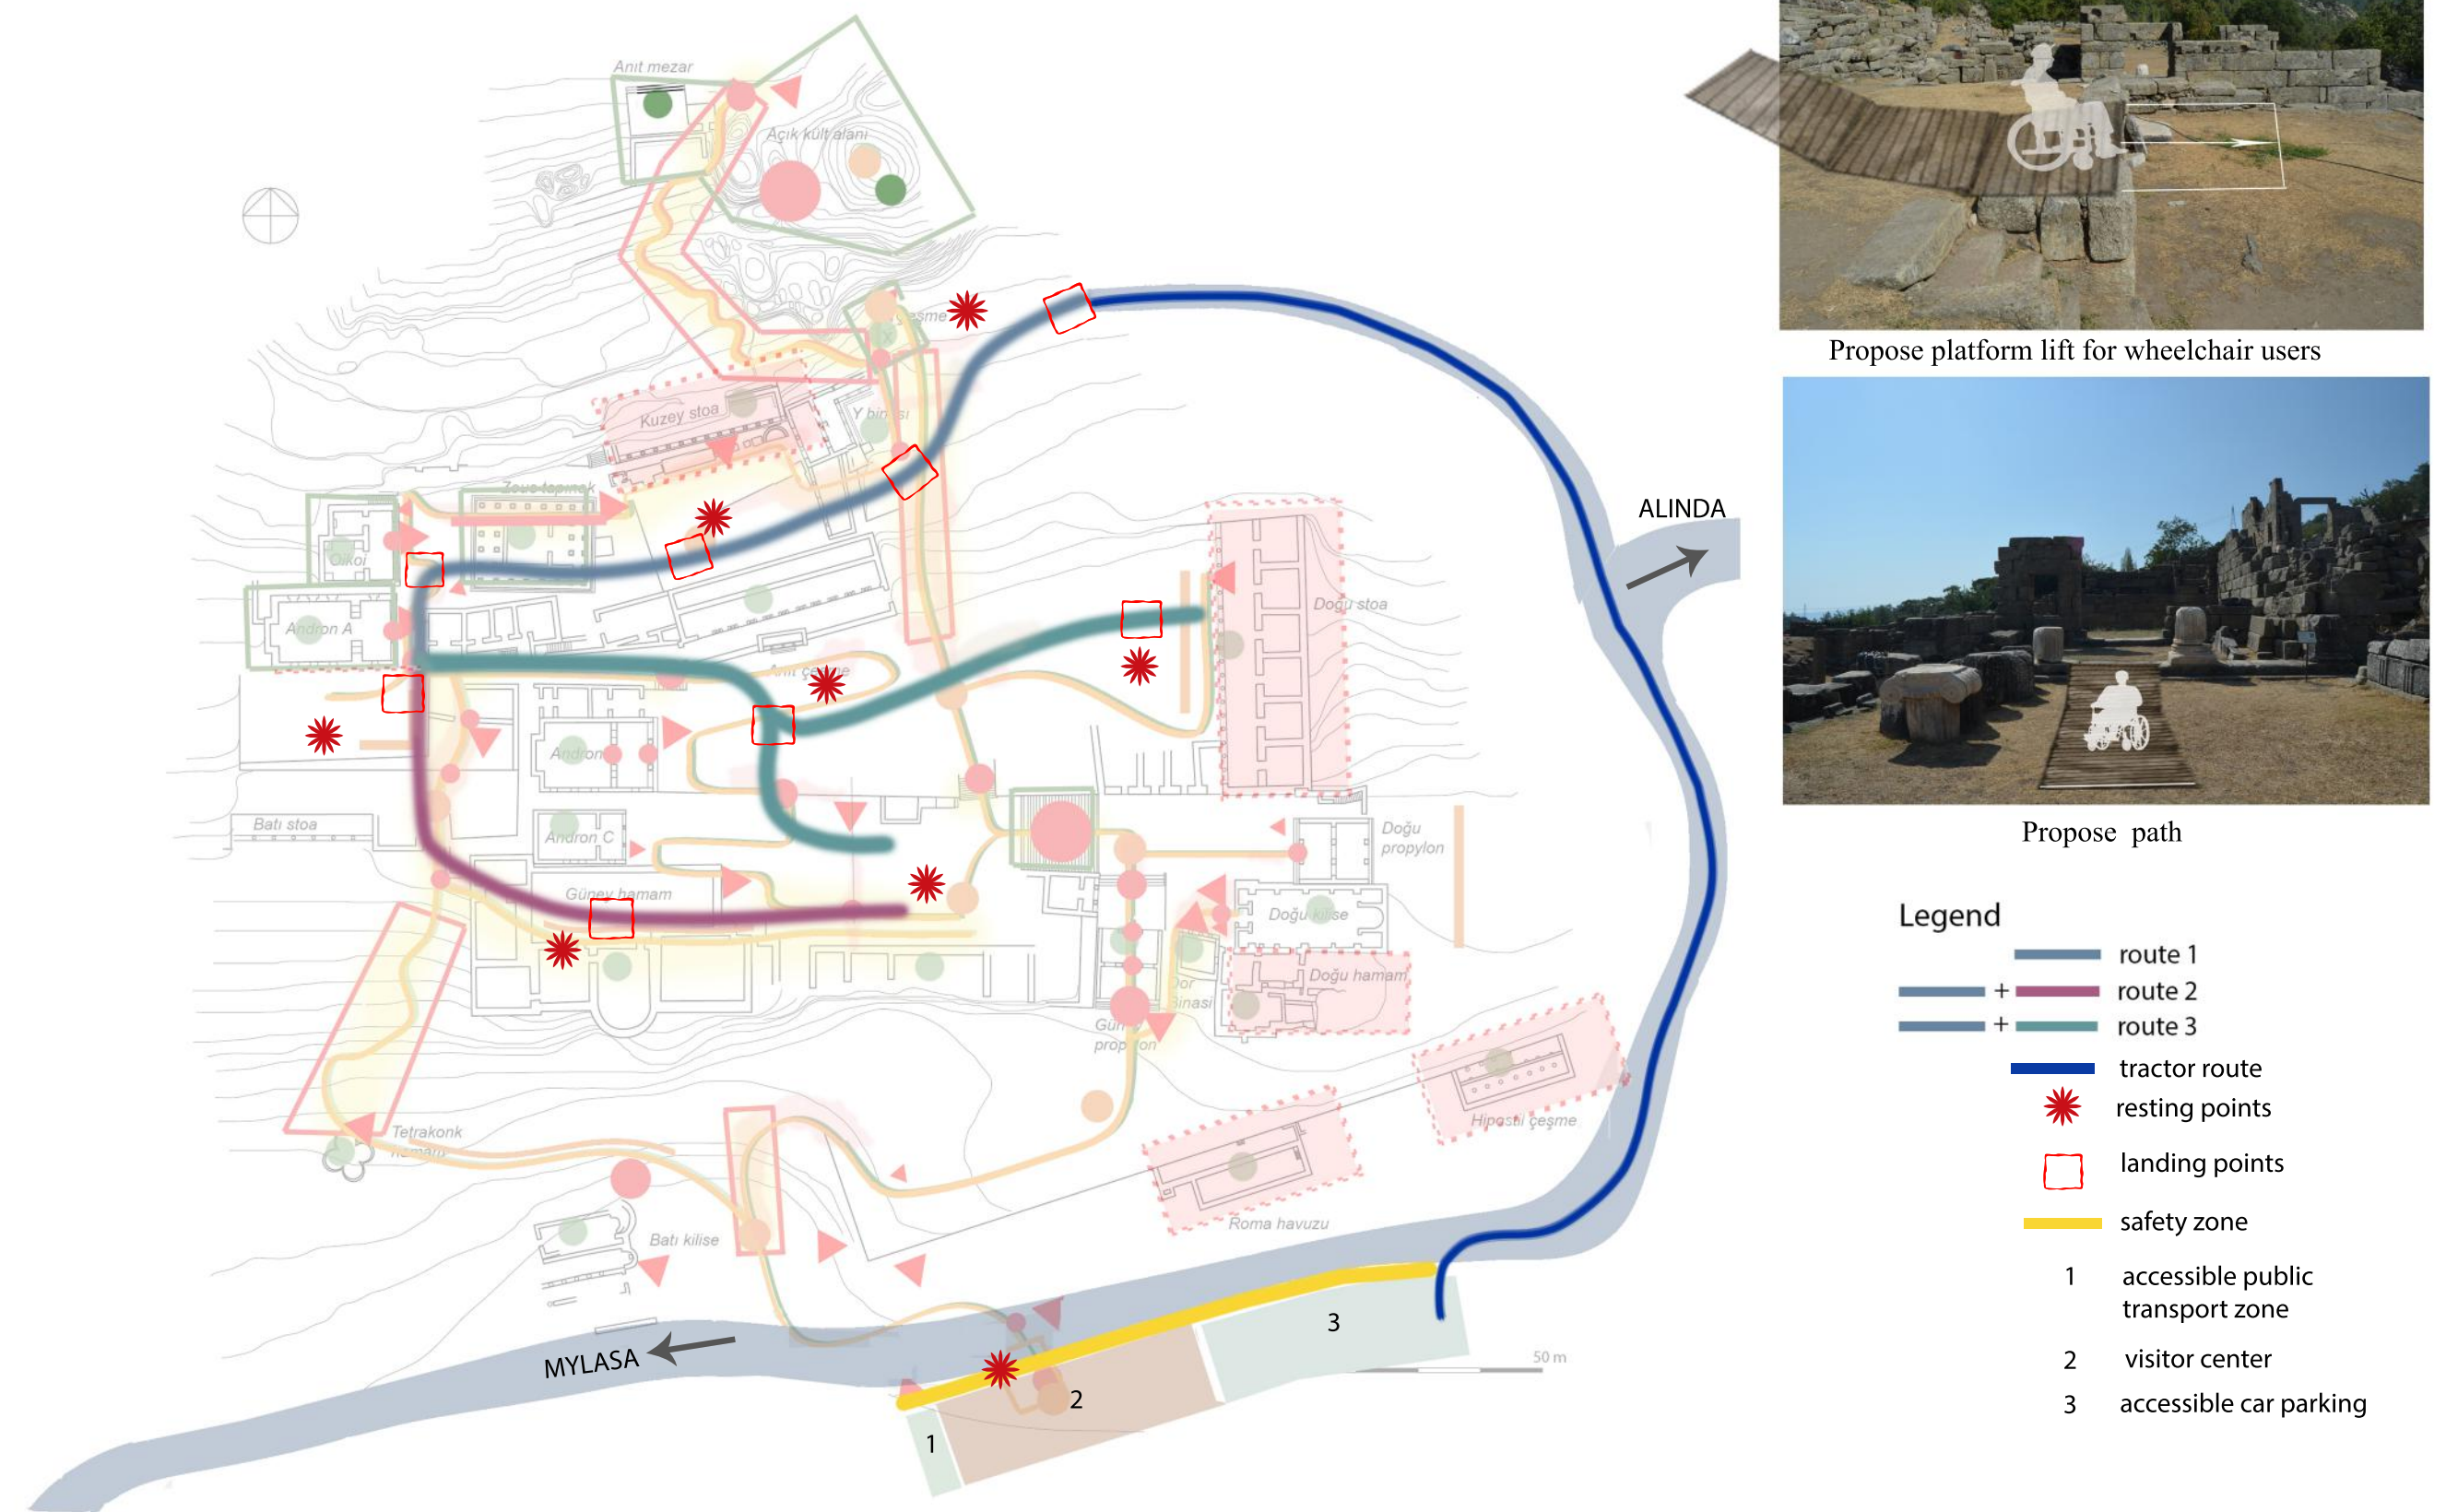 Anıt mezar
Açık kült alanı
Kuzey stoa
Zeus tapınak
Oikoi
Andron A
Doğu stoa
ALINDA
Andron
Batı stoa
Andron C
Güney hamam
Doğu
propylon
Doğu kilise
Doğu hamam
Dor
Binasi
Hipostil çeşme
Tetrakonk
Batı kilise
Roma havuzu
MYLASA
50 m
1
2
3
Propose platform lift for wheelchair users
Propose path
Legend
route 1
+ route 2
+ route 3
tractor route
resting points
landing points
safety zone
1 accessible public
transport zone
2 visitor center
3 accessible car parking